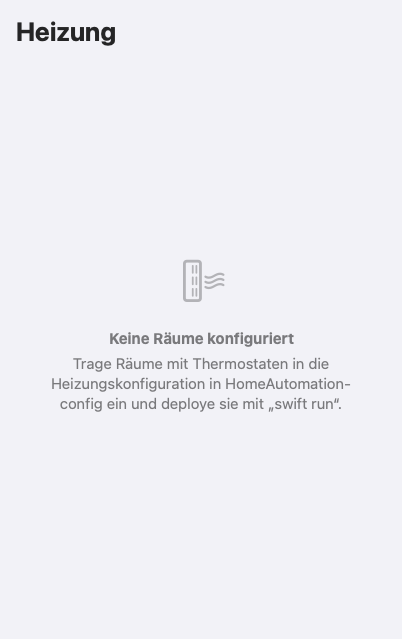 Heizung
Keine Räume konfiguriert
Trage Räume mit Thermostaten in die
Heizungskonfiguration in HomeAutomation-
config ein und deploye sie mit „swift run“.